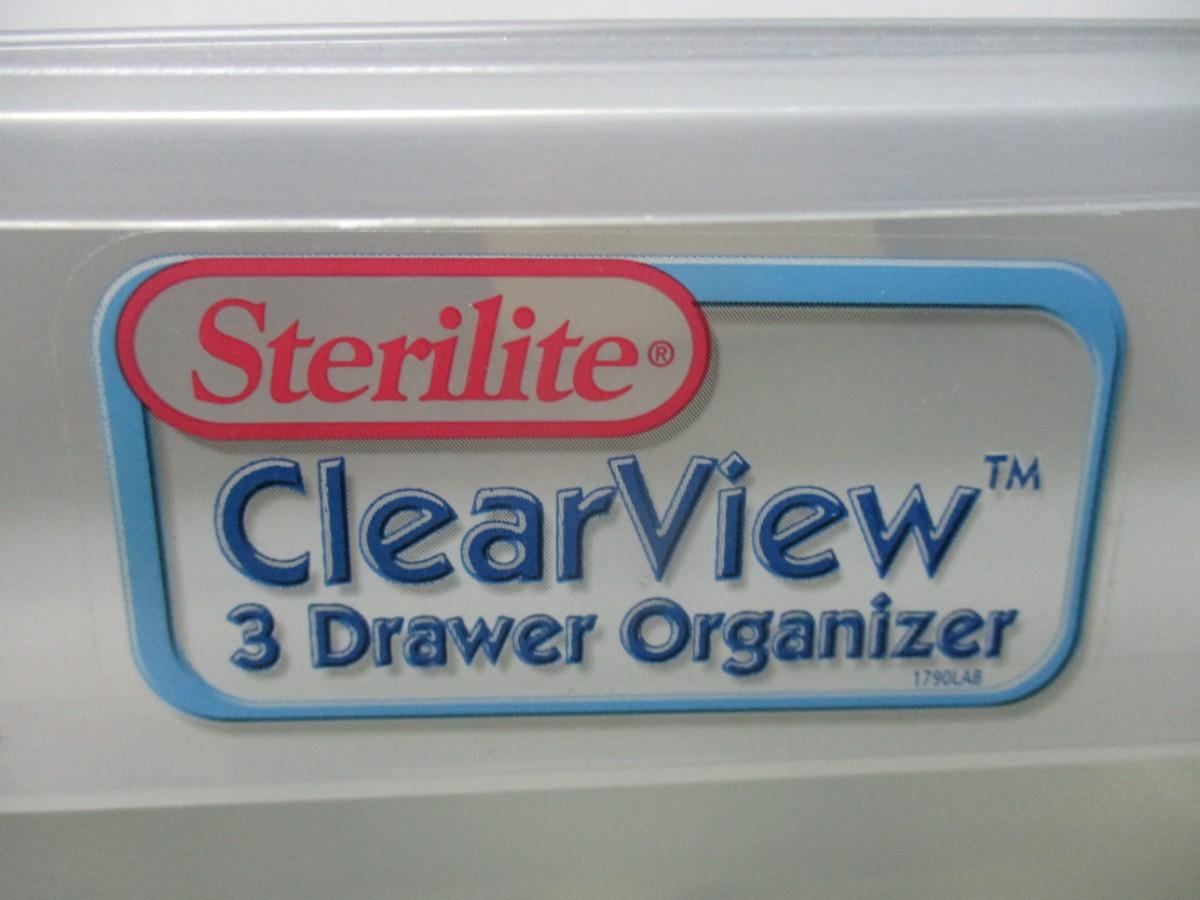 Sterilite®
ClearView™
3 Drawer Organizer
1790LAB